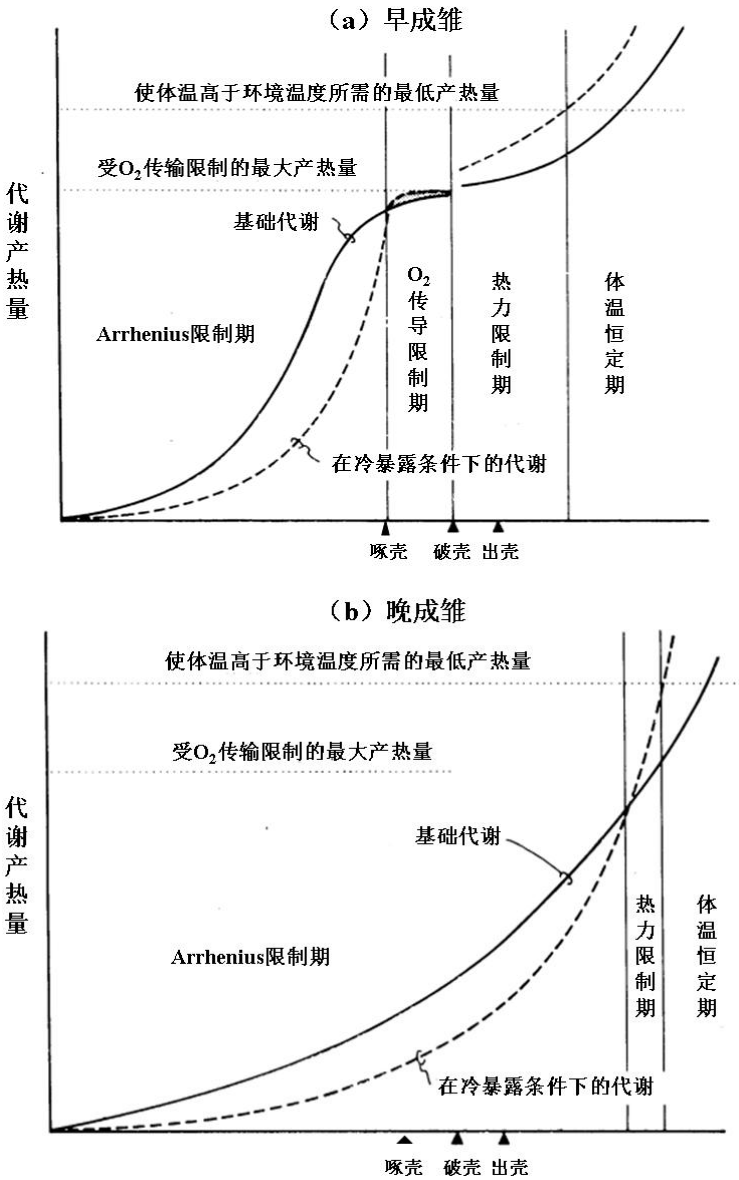 （a）早成雏
使体温高于环境温度所需的最低产热量
受O₂传输限制的最大产热量
代谢产热量
基础代谢
Arrhenius限制期
O₂传导限制期
热力限制期
体温恒定期
在冷暴露条件下的代谢
啄壳
破壳
出壳
（b）晚成雏
使体温高于环境温度所需的最低产热量
受O₂传输限制的最大产热量
代谢产热量
基础代谢
Arrhenius限制期
热力限制期
体温恒定期
在冷暴露条件下的代谢
啄壳
破壳
出壳